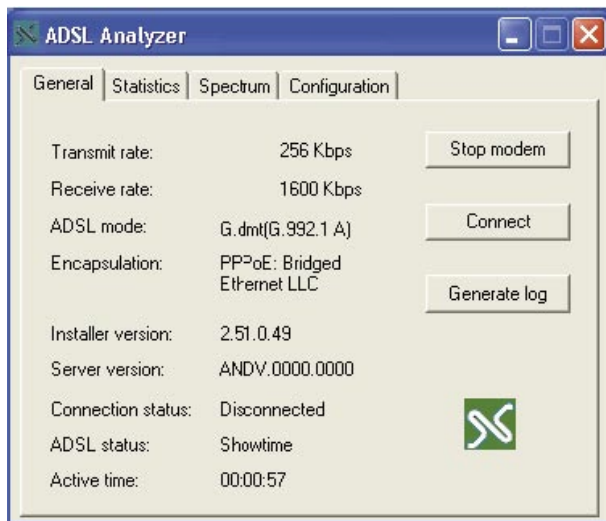 ADSL Analyzer
General Statistics Spectrum Configuration
Transmit rate: 256 Kbps Stop modem
Receive rate: 1600 Kbps
ADSL mode: G.dmt(G.992.1 A) Connect
Encapsulation: PPPoE: Bridged
Ethernet LLC
Generate log
Installer version: 2.51.0.49
Server version: ANDV.0000.0000
Connection status: Disconnected
ADSL status: Showtime
Active time: 00:00:57